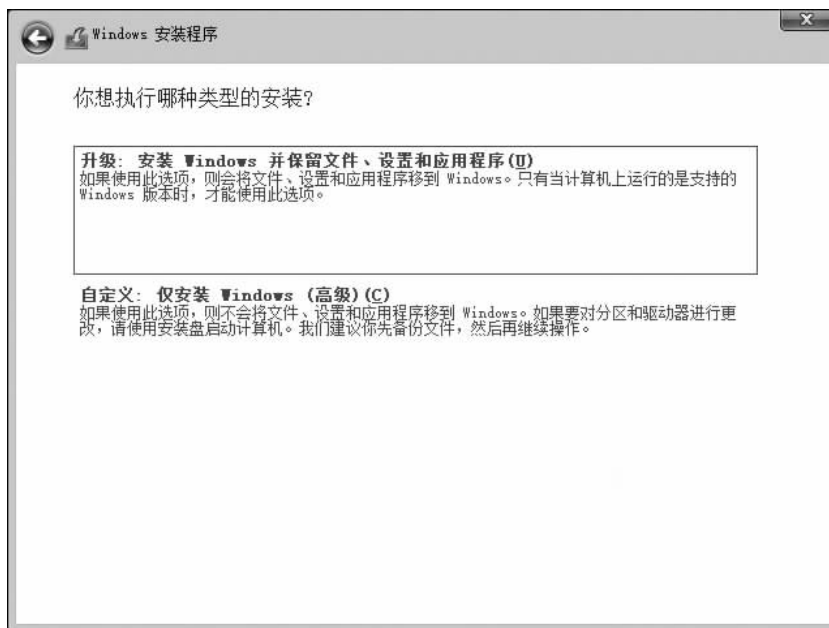 Windows 安装程序
你想执行哪种类型的安装?
升级: 安装 Windows 并保留文件、设置和应用程序(U)
如果使用此选项，则会将文件、设置和应用程序移到 Windows。只有当计算机上运行的是支持的
Windows 版本时，才能使用此选项。
自定义: 仅安装 Windows (高级)(C)
如果使用此选项，则不会将文件、设置和应用程序移到 Windows。如果要对分区和驱动器进行更
改，请使用安装盘启动计算机。我们建议你先备份文件，然后再继续操作。